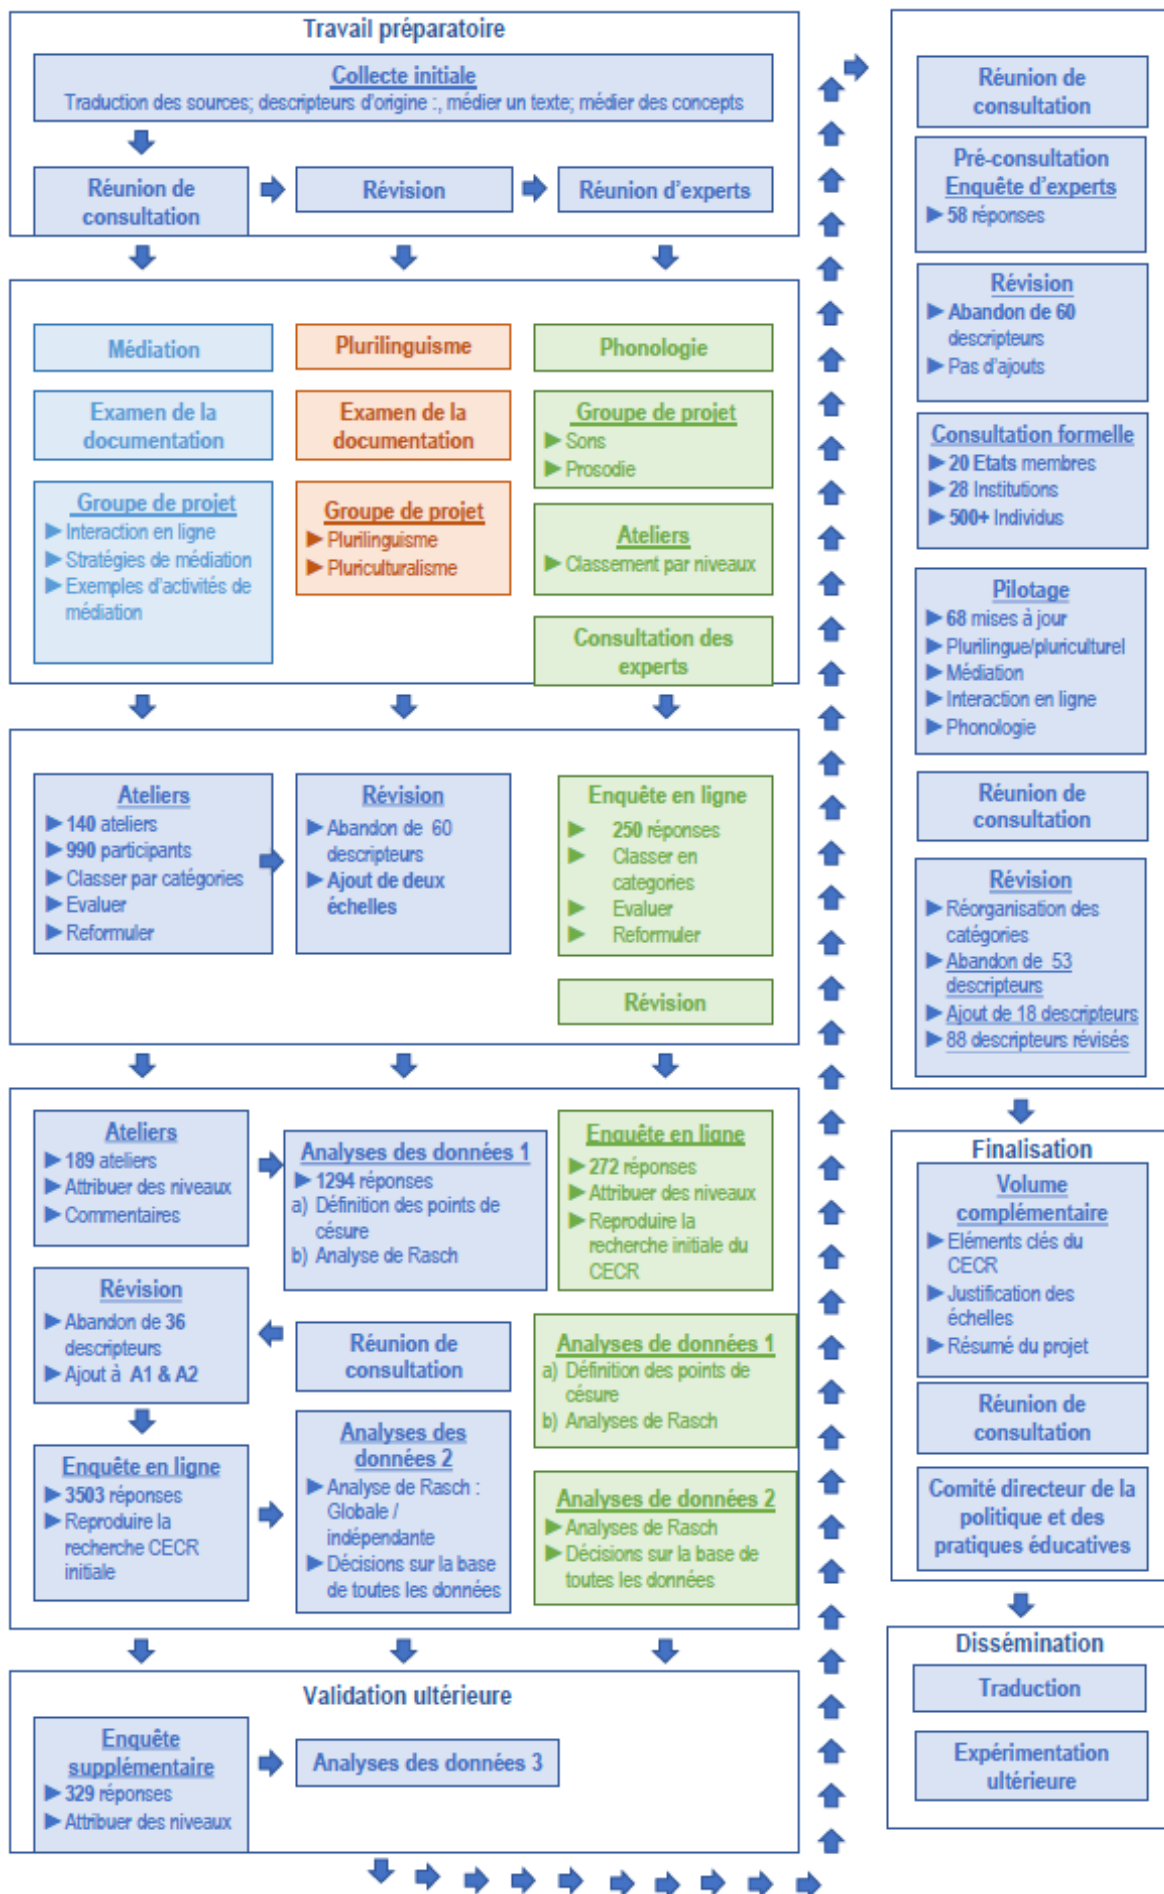 Travail préparatoire
Collecte initiale
Traduction des sources; descripteurs d'origine :, médier un texte; médier des concepts
Réunion de
consultation
Révision
Réunion d'experts
Médiation
Examen de la
documentation
Groupe de projet
► Interaction en ligne
► Stratégies de médiation
► Exemples d'activités de
médiation
Plurilinguisme
Examen de la
documentation
Groupe de projet
► Plurilinguisme
► Pluriculturalisme
Phonologie
Groupe de projet
► Sons
► Prosodie
Ateliers
► Classement par niveaux
Consultation des
experts
Ateliers
► 140 ateliers
► 990 participants
► Classer par catégories
► Evaluer
► Reformuler
Révision
► Abandon de 60
descripteurs
► Ajout de deux
échelles
Enquête en ligne
► 250 réponses
► Classer en
categories
► Evaluer
► Reformuler
Révision
Ateliers
► 189 ateliers
► Attribuer des niveaux
► Commentaires
Analyses des données 1
► 1294 réponses
a) Définition des points de
césure
b) Analyse de Rasch
Enquête en ligne
► 272 réponses
► Attribuer des niveaux
► Reproduire la
recherche initiale du
CECR
Révision
► Abandon de 36
descripteurs
► Ajout à A1 & A2
Réunion de
consultation
Analyses de données 1
a) Définition des points de
césure
b) Analyses de Rasch
Enquête en ligne
► 3503 réponses
► Reproduire la
recherche CECR
initiale
Analyses des
données 2
► Analyse de Rasch :
Globale /
indépendante
► Décisions sur la base
de toutes les données
Analyses de données 2
► Analyses de Rasch
► Décisions sur la base de
toutes les données
Validation ultérieure
Enquête
supplémentaire
► 329 réponses
► Attribuer des niveaux
Analyses des données 3
Réunion de
consultation
Pré-consultation
Enquête d'experts
► 58 réponses
Révision
► Abandon de 60
descripteurs
► Pas d'ajouts
Consultation formelle
► 20 Etats membres
► 28 Institutions
► 500+ Individus
Pilotage
► 68 mises à jour
► Plurilingue/pluriculturel
► Médiation
► Interaction en ligne
► Phonologie
Réunion de
consultation
Révision
► Réorganisation des
catégories
► Abandon de 53
descripteurs
► Ajout de 18 descripteurs
► 88 descripteurs révisés
Finalisation
Volume
complémentaire
► Eléments clés du
CECR
► Justification des
échelles
► Résumé du projet
Réunion de
consultation
Comité directeur de la
politique et des
pratiques éducatives
Dissémination
Traduction
Expérimentation
ultérieure